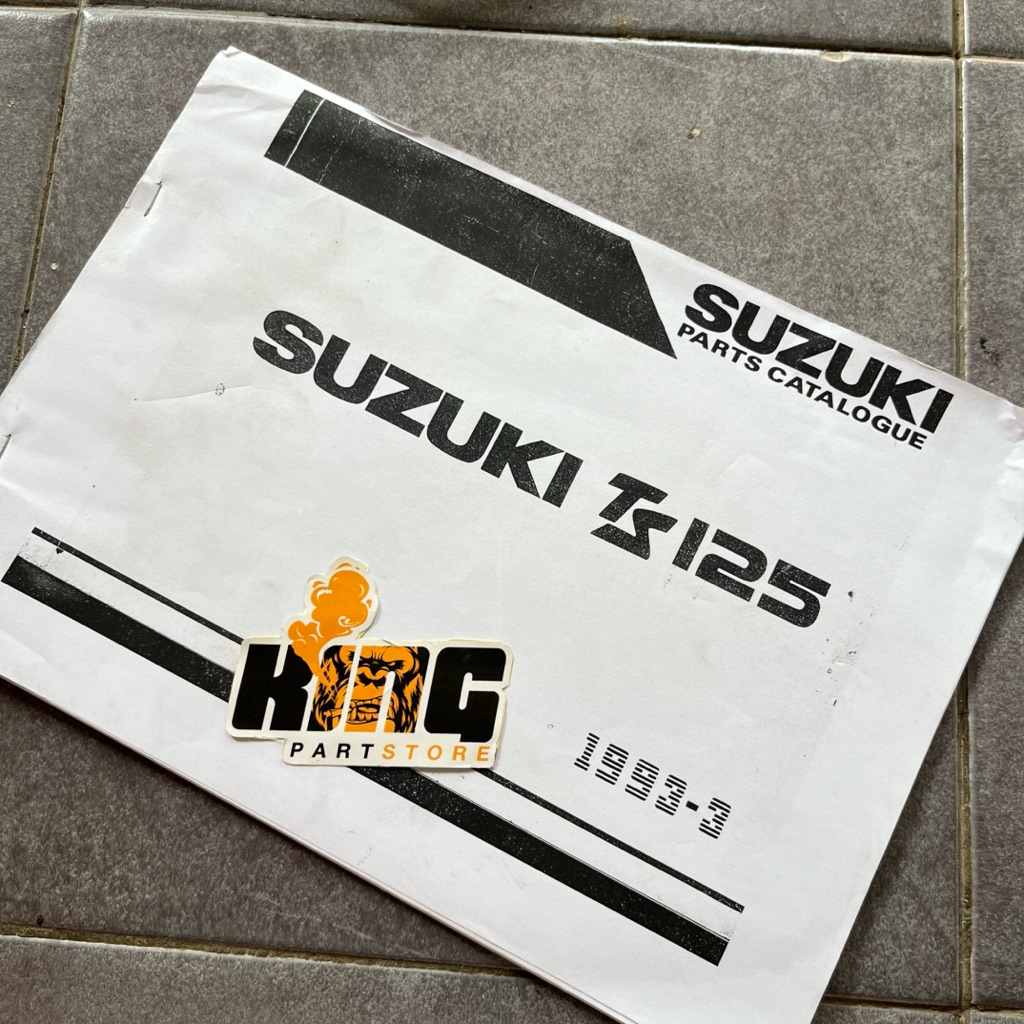 SUZUKI
PARTS CATALOGUE
SUZUKI TS125
KING
PARTSTORE
1993-3